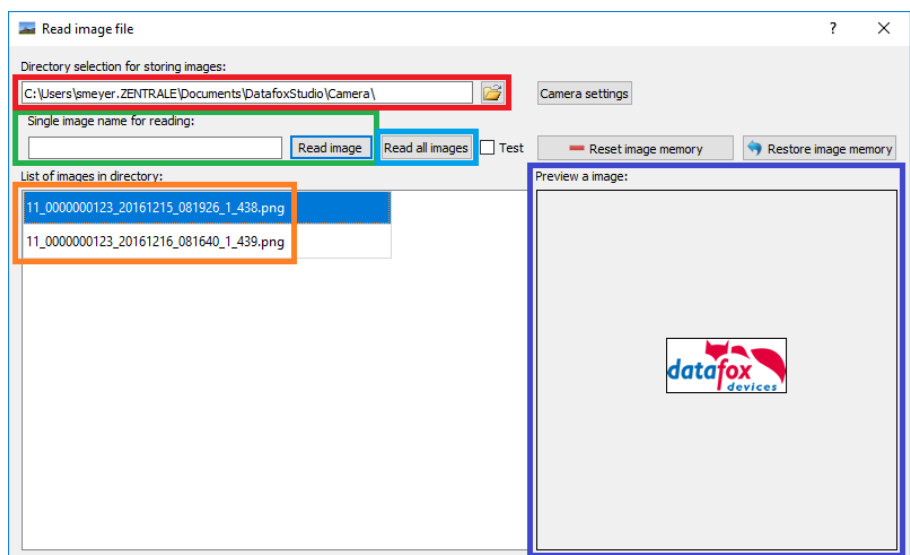 Read image file
Directory selection for storing images:
C:\Users\smeyer.ZENTRALE\Documents\DatafoxStudio\Camera\
Camera settings
Single image name for reading:
Read image
Read all images
Test
Reset image memory
Restore image memory
List of images in directory:
Preview a image:
11_0000000123_20161215_081926_1_438.png
11_0000000123_20161216_081640_1_439.png
datafox
devices